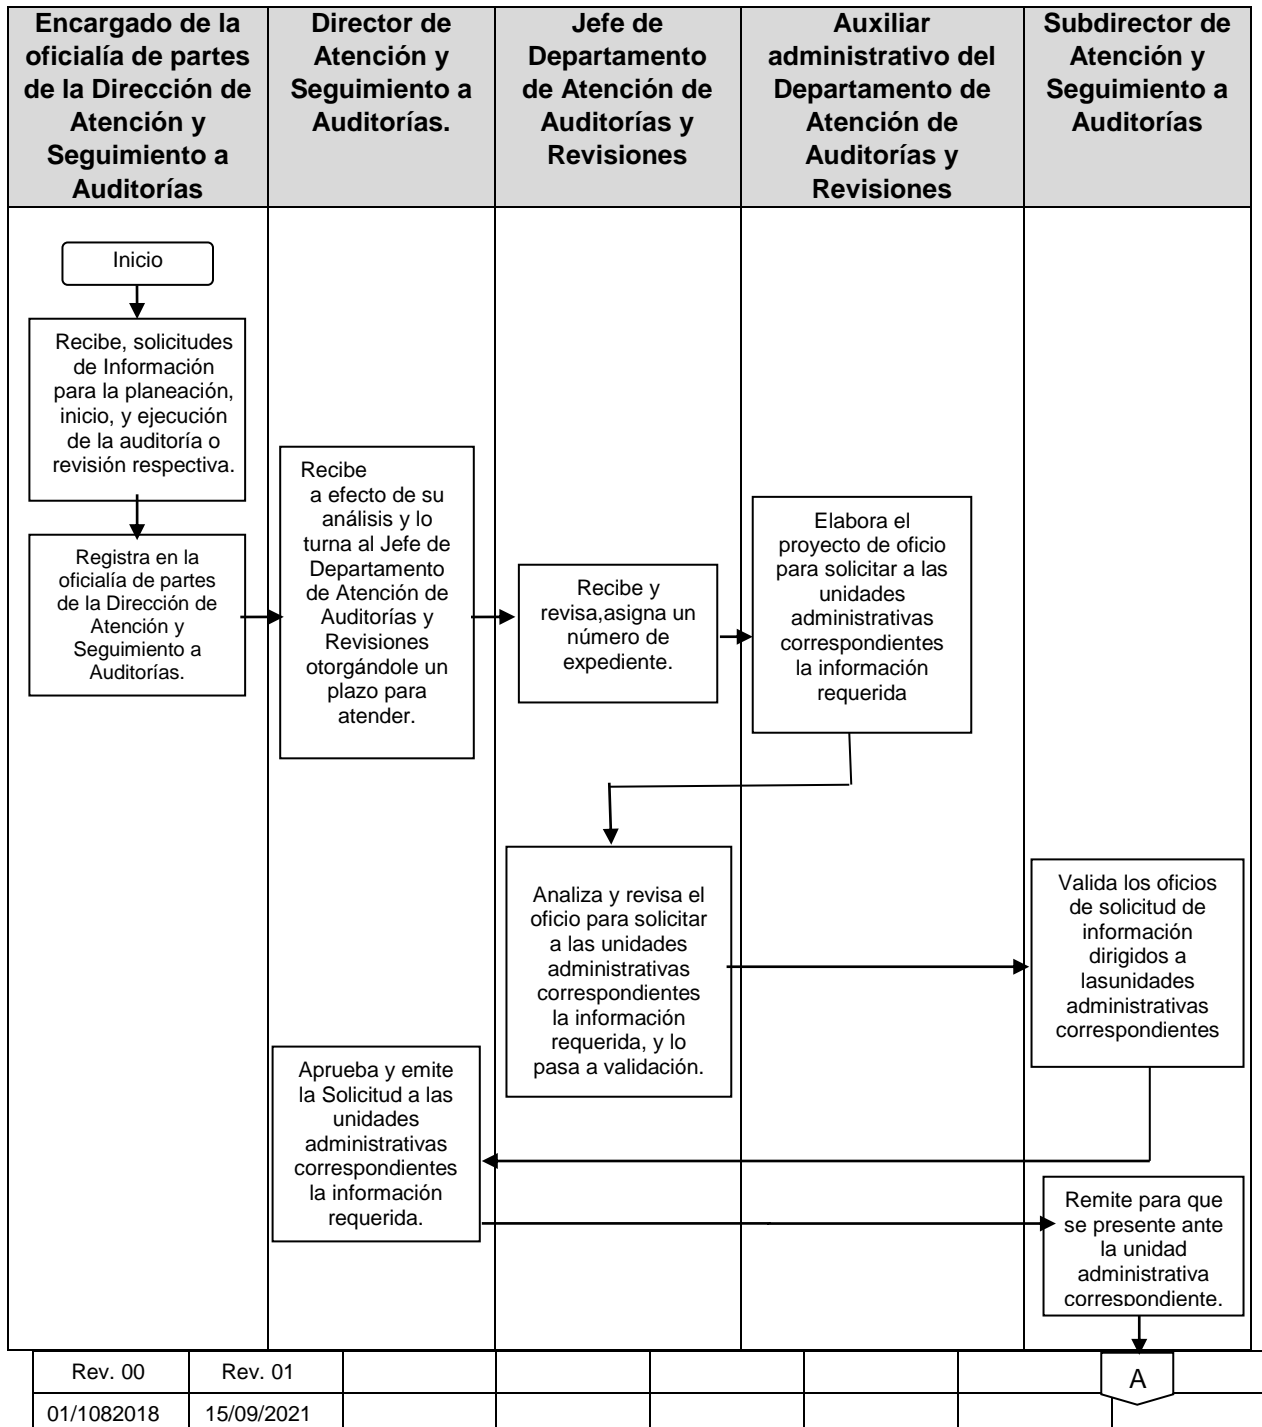 Encargado de la
oficialía de partes
de la Dirección de
Atención y
Seguimiento a
Auditorías
Director de
Atención y
Seguimiento a
Auditorías.
Jefe de
Departamento
de Atención de
Auditorías y
Revisiones
Auxiliar
administrativo del
Departamento de
Atención de
Auditorías y
Revisiones
Subdirector de
Atención y
Seguimiento a
Auditorías
Inicio
Recibe, solicitudes
de Información
para la planeación,
inicio, y ejecución
de la auditoría o
revisión respectiva.
Registra en la
oficialía de partes
de la Dirección de
Atención y
Seguimiento a
Auditorías.
Recibe
a efecto de su
análisis y lo
turna al Jefe de
Departamento
de Atención de
Auditorías y
Revisiones
otorgándole un
plazo para
atender.
Recibe y
revisa,asigna un
número de
expediente.
Elabora el
proyecto de oficio
para solicitar a las
unidades
administrativas
correspondientes
la información
requerida
Analiza y revisa el
oficio para solicitar
a las unidades
administrativas
correspondientes
la información
requerida, y lo
pasa a validación.
Valida los oficios
de solicitud de
información
dirigidos a
lasunidades
administrativas
correspondientes
Aprueba y emite
la Solicitud a las
unidades
administrativas
correspondientes
la información
requerida.
Remite para que
se presente ante
la unidad
administrativa
correspondiente.
A
Rev. 00
Rev. 01
01/1082018
15/09/2021